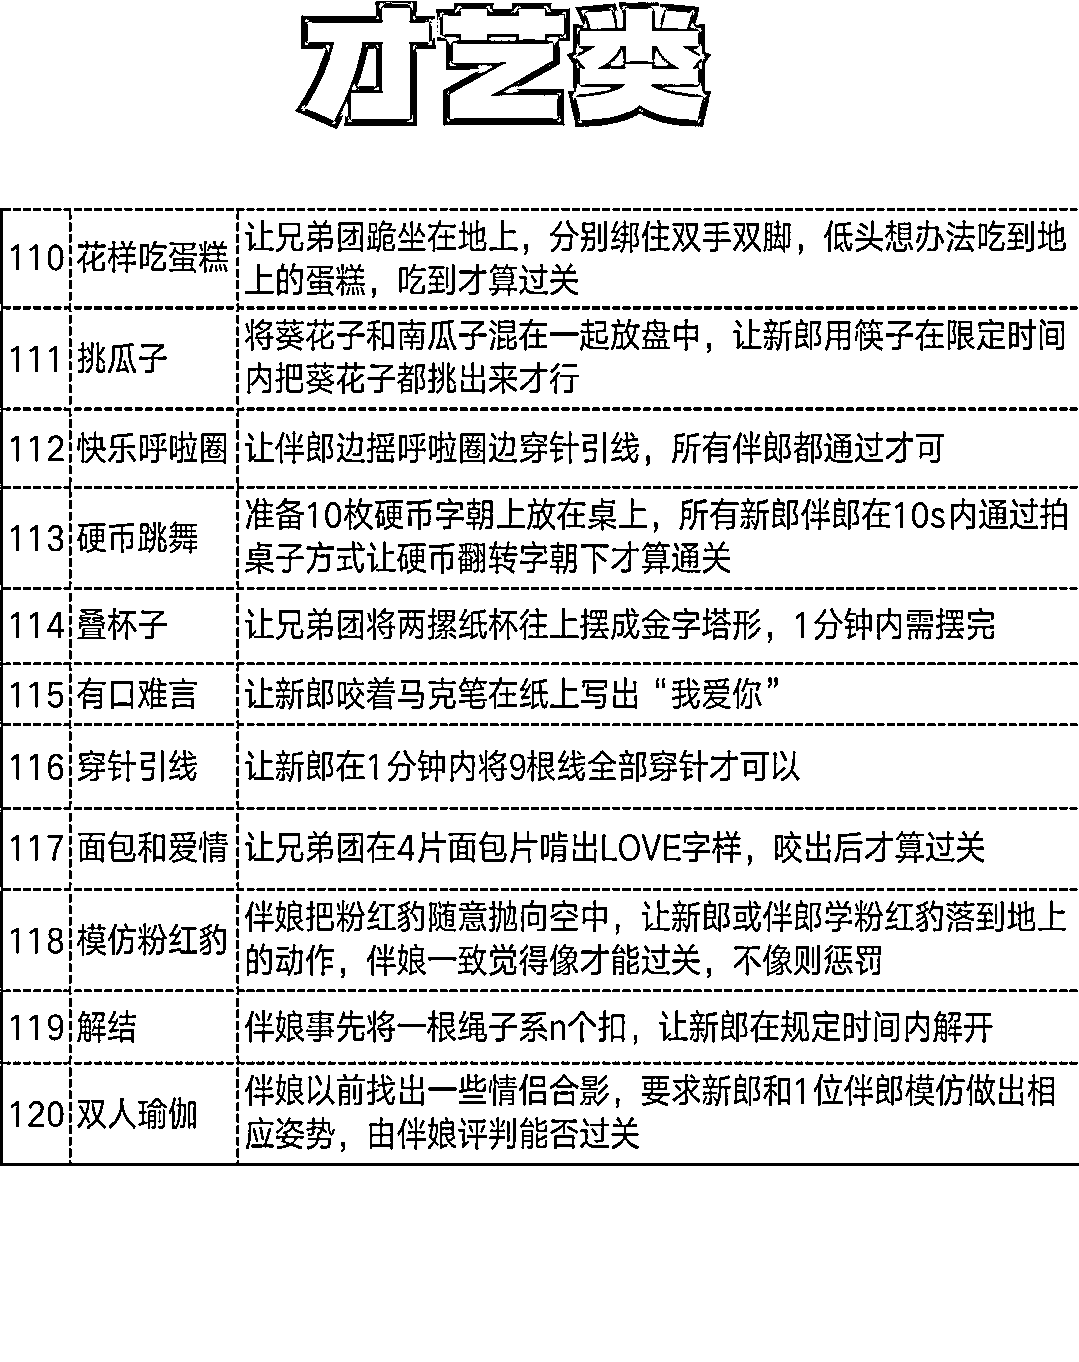 才艺类
110 花样吃蛋糕 让兄弟团跪坐在地上，分别绑住双手双脚，低头想办法吃到地
上的蛋糕，吃到才算过关
111 挑瓜子 将葵花子和南瓜子混在一起放盘中，让新郎用筷子在限定时间
内把葵花子都挑出来才行
112 快乐呼啦圈 让伴郎边摇呼啦圈边穿针引线，所有伴郎都通过才可
113 硬币跳舞 准备10枚硬币字朝上放在桌上，所有新郎伴郎在10s内通过拍
桌子方式让硬币翻转字朝下才算通关
114 叠杯子 让兄弟团将两摞纸杯往上摆成金字塔形，1分钟内需摆完
115 有口难言 让新郎咬着马克笔在纸上写出“我爱你”
116 穿针引线 让新郎在1分钟内将9根线全部穿针才可以
117 面包和爱情 让兄弟团在4片面包片啃出LOVE字样，咬出后才算过关
118 模仿粉红豹 伴娘把粉红豹随意抛向空中，让新郎或伴郎学粉红豹落到地上
的动作，伴娘一致觉得像才能过关，不像则惩罚
119 解结 伴娘事先将一根绳子系n个扣，让新郎在规定时间内解开
120 双人瑜伽 伴娘以前找出一些情侣合影，要求新郎和1位伴郎模仿做出相
应姿势，由伴娘评判能否过关